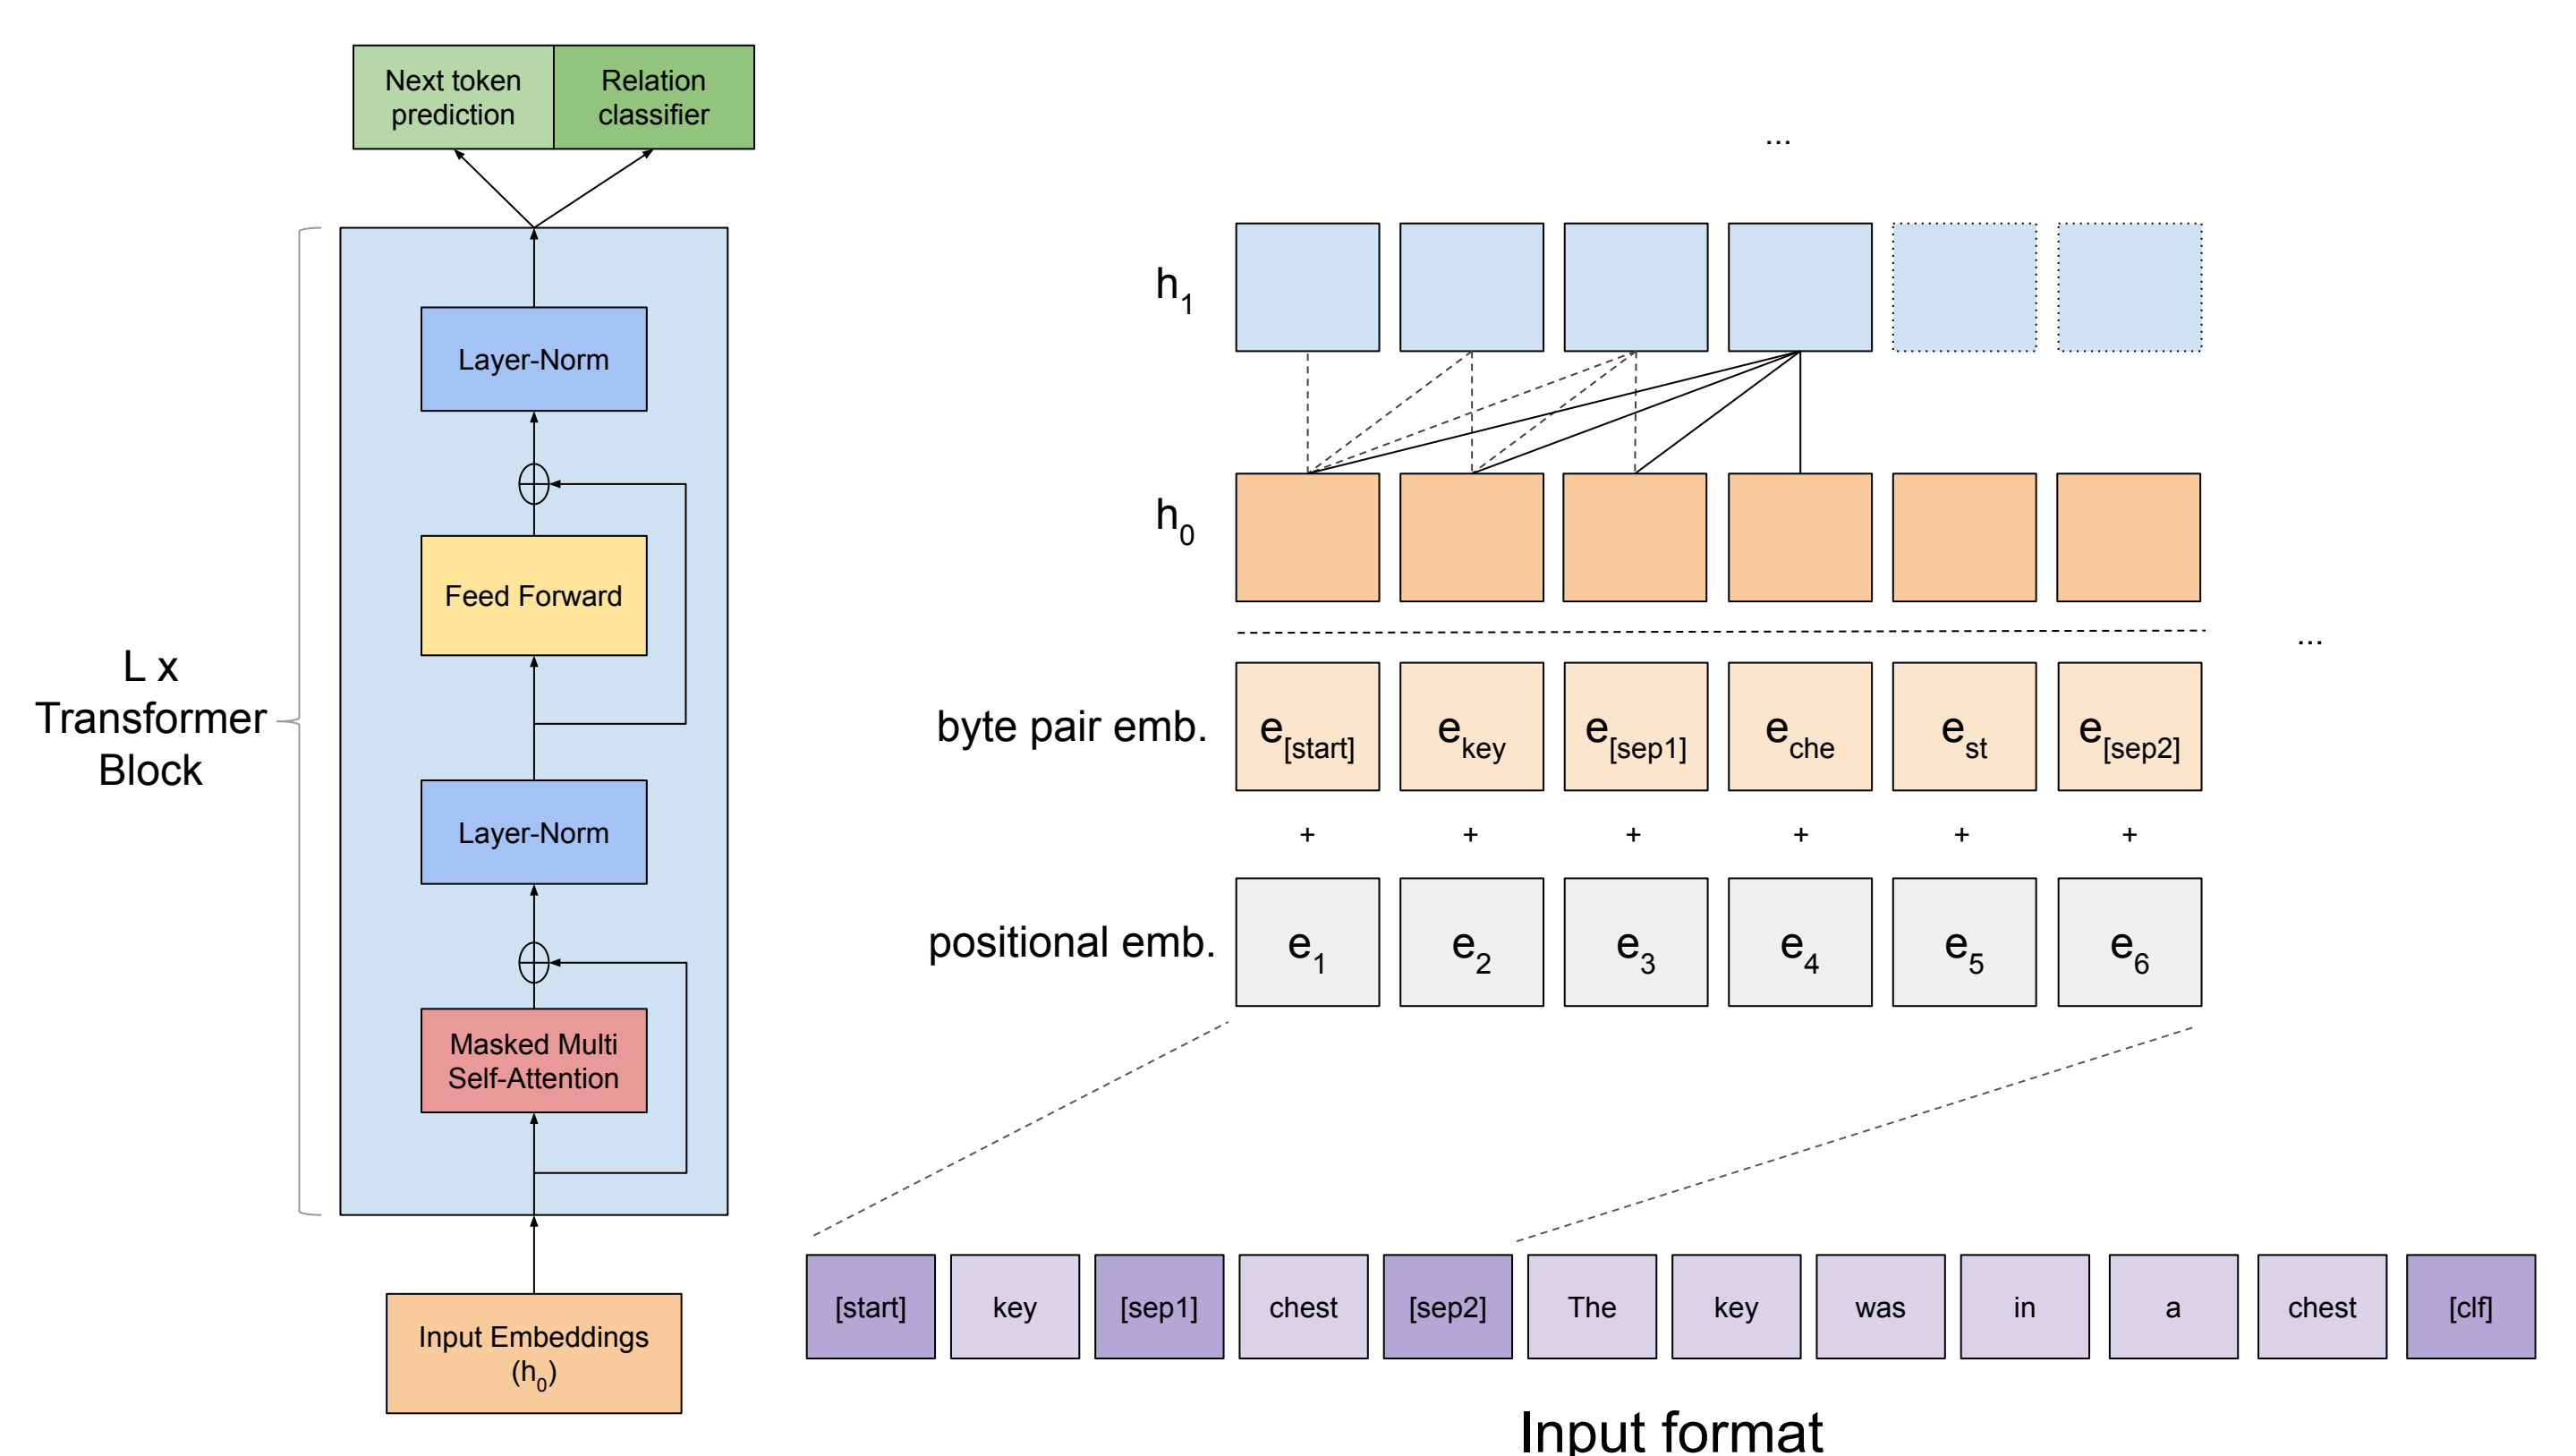 Next token
prediction
Relation
classifier
Layer-Norm
Feed Forward
L x
Transformer
Block
Layer-Norm
Masked Multi
Self-Attention
Input Embeddings
(h0)
...
h1
h0
...
byte pair emb. e[start] ekey e[sep1] eche est e[sep2]
+ + + + + +
positional emb. e1 e2 e3 e4 e5 e6
[start] key [sep1] chest [sep2] The key was in a chest [clf]
Input format